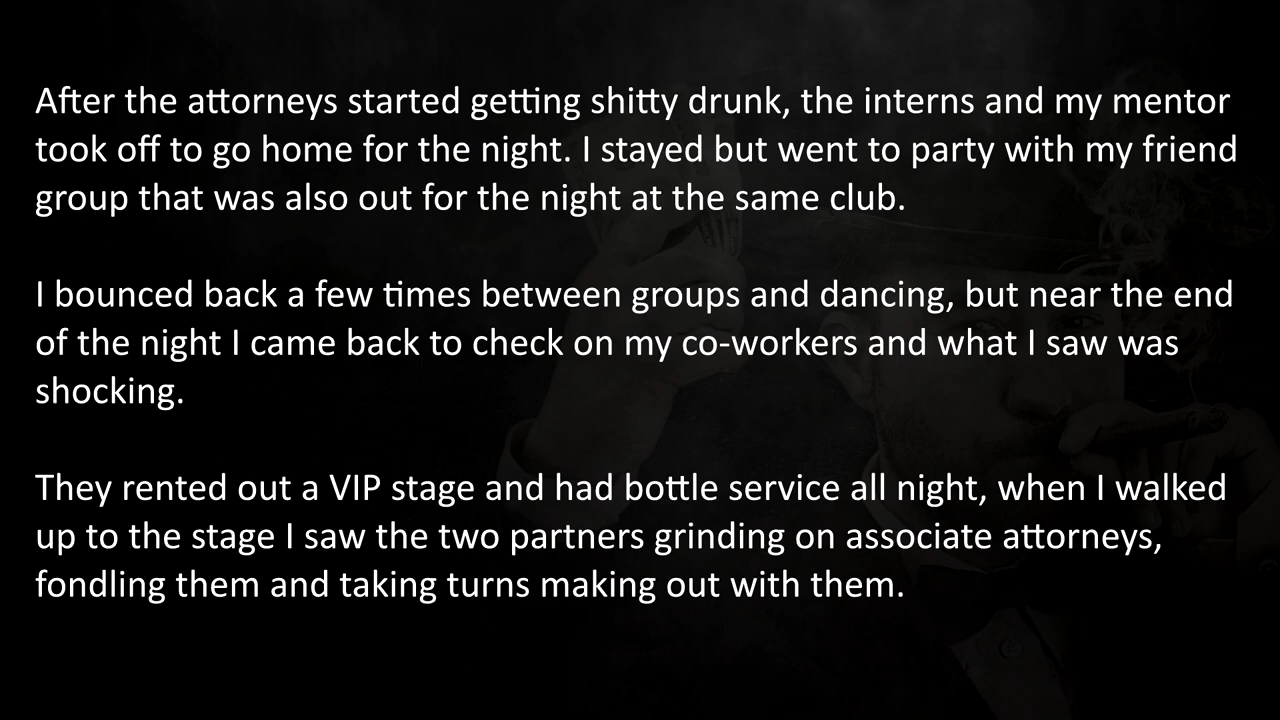 After the attorneys started getting shitty drunk, the interns and my mentor
took off to go home for the night. I stayed but went to party with my friend
group that was also out for the night at the same club.
I bounced back a few times between groups and dancing, but near the end
of the night I came back to check on my co-workers and what I saw was
shocking.
They rented out a VIP stage and had bottle service all night, when I walked
up to the stage I saw the two partners grinding on associate attorneys,
fondling them and taking turns making out with them.